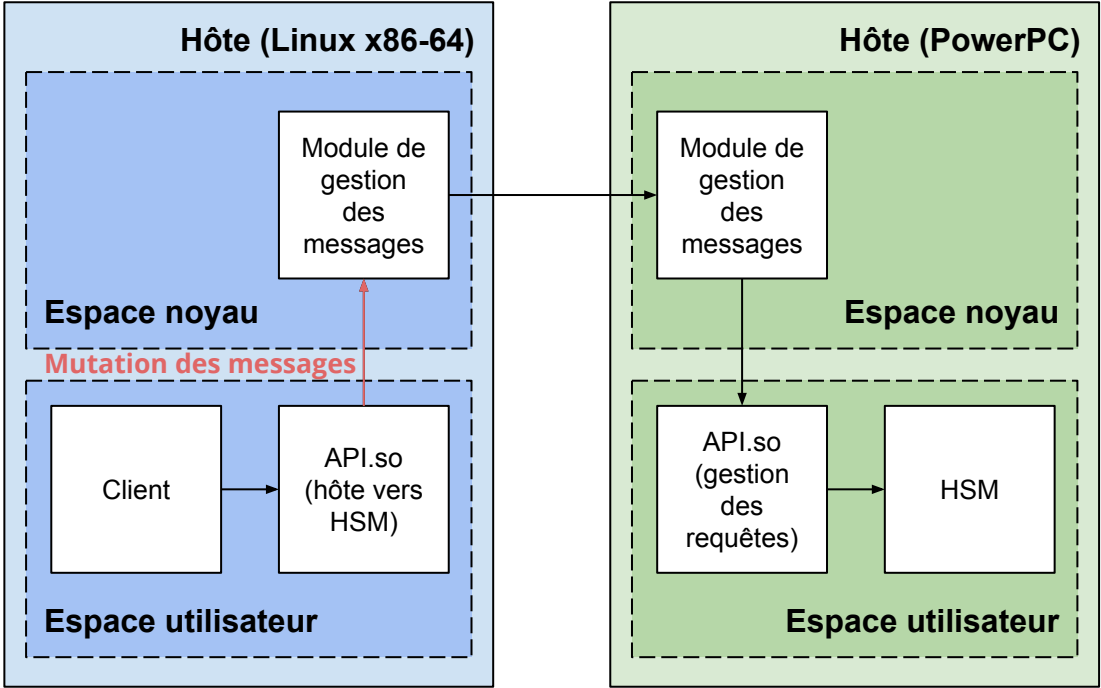 Hôte (Linux x86-64)
Module de
gestion
des
messages
Espace noyau
Mutation des messages
Client
API.so
(hôte vers
HSM)
Espace utilisateur
Hôte (PowerPC)
Module de
gestion
des
messages
Espace noyau
API.so
(gestion
des
requêtes)
HSM
Espace utilisateur